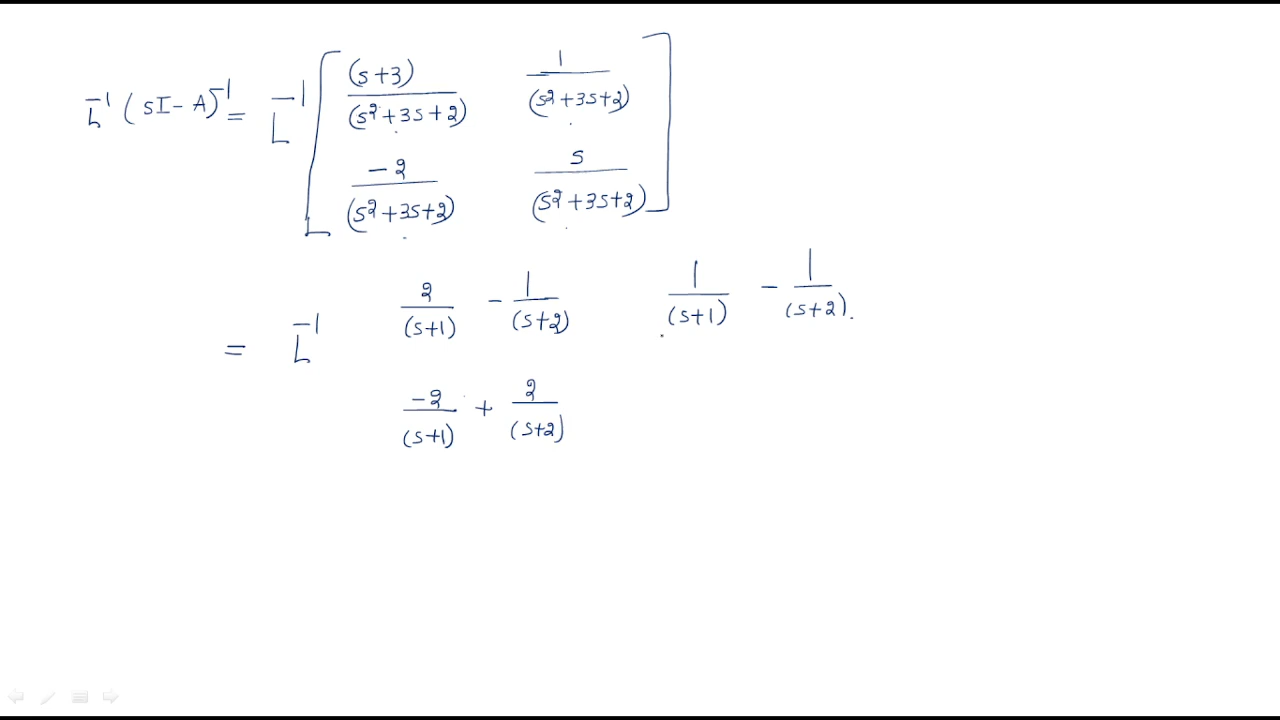 L⁻¹ (sI - A)⁻¹ = L⁻¹ [ (s+3)/(s²+3s+2) 1/(s²+3s+2)
-2/(s²+3s+2) s/(s²+3s+2) ]
= L⁻¹ 2/(s+1) - 1/(s+2) 1/(s+1) - 1/(s+2)
-2/(s+1) + 2/(s+2)